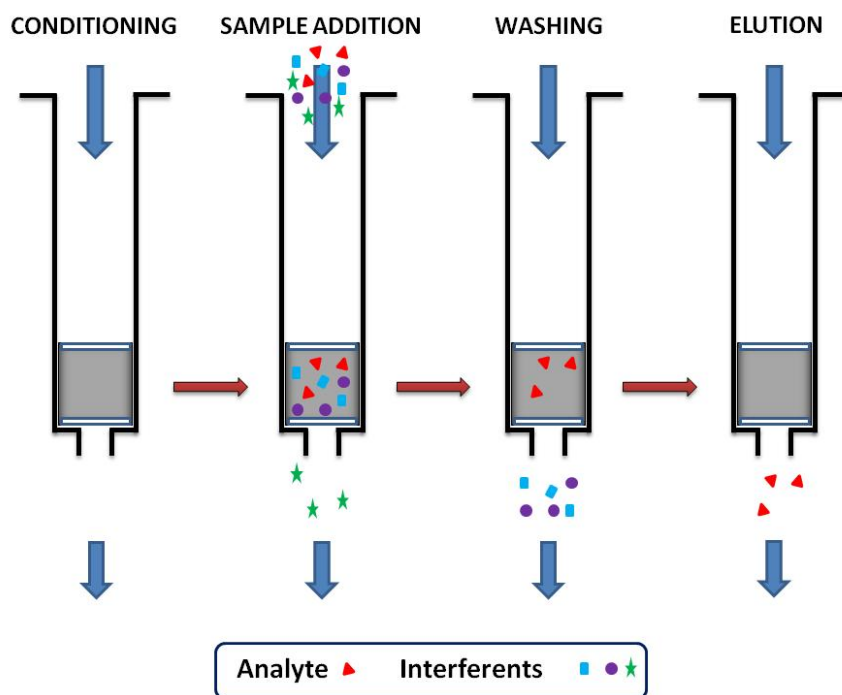 CONDITIONING
SAMPLE ADDITION
WASHING
ELUTION
Analyte
Interferents